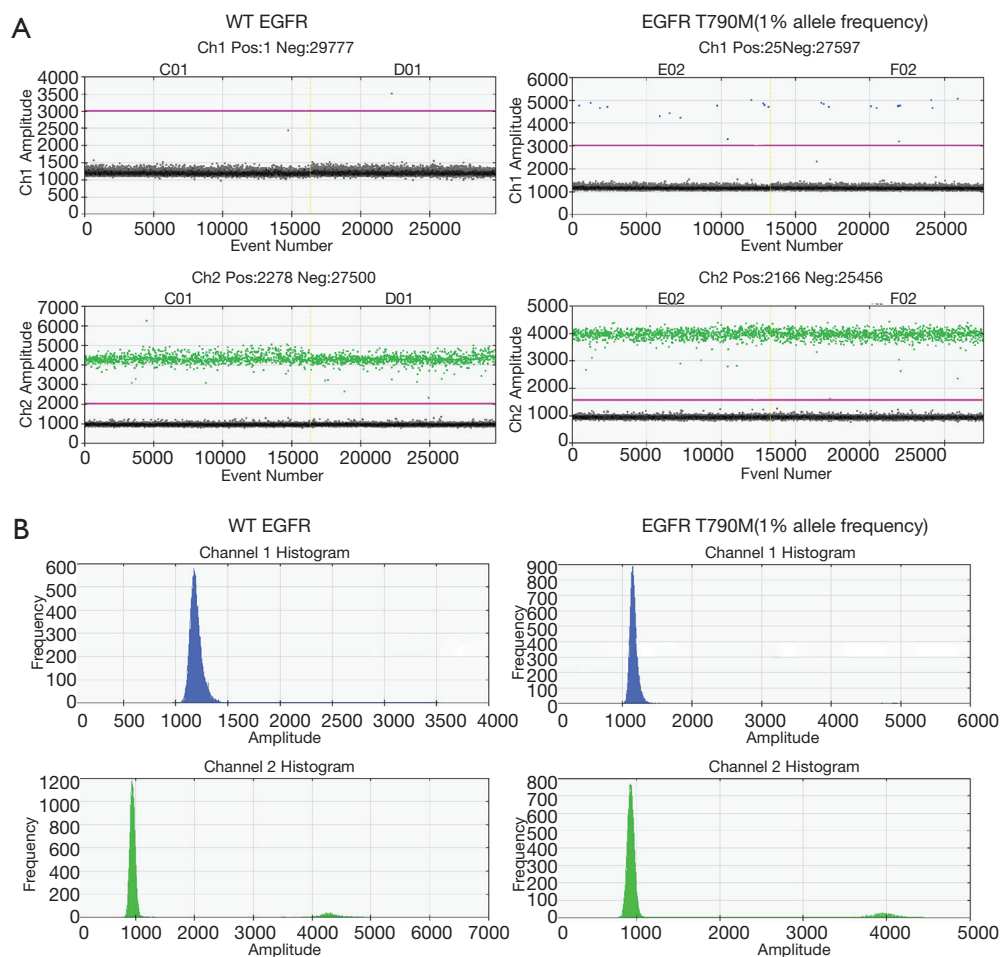 A
WT EGFR
EGFR T790M(1% allele frequency)
Ch1 Pos:1 Neg:29777
Ch1 Pos:25Neg:27597
C01 D01
E02 F02
Ch1 Amplitude
4000
3500
3000
2500
2000
1500
1000
500
0
0 5000 10000 15000 20000 25000
Event Number
Ch1 Amplitude
6000
5000
4000
3000
2000
1000
0
0 5000 10000 15000 20000 25000
Event Number
Ch2 Pos:2278 Neg:27500
Ch2 Pos:2166 Neg:25456
C01 D01
E02 F02
Ch2 Amplitude
7000
6000
5000
4000
3000
2000
1000
0
0 5000 10000 15000 20000 25000
Event Number
Ch2 Amplitude
5000
4000
3000
2000
1000
0
0 5000 10000 15000 20000 25000
Fvenl Numer
B
WT EGFR
EGFR T790M(1% allele frequency)
Channel 1 Histogram
Channel 1 Histogram
Frequency
600
500
400
300
200
100
0
0 500 1000 1500 2000 2500 3000 3500 4000
Amplitude
Frequency
900
800
700
600
500
400
300
200
100
0
0 1000 2000 3000 4000 5000 6000
Amplitude
Channel 2 Histogram
Channel 2 Histogram
Frequency
1200
1000
800
600
400
200
0
0 1000 2000 3000 4000 5000 6000 7000
Amplitude
Frequency
800
700
600
500
400
300
200
100
0
0 1000 2000 3000 4000 5000
Amplitude